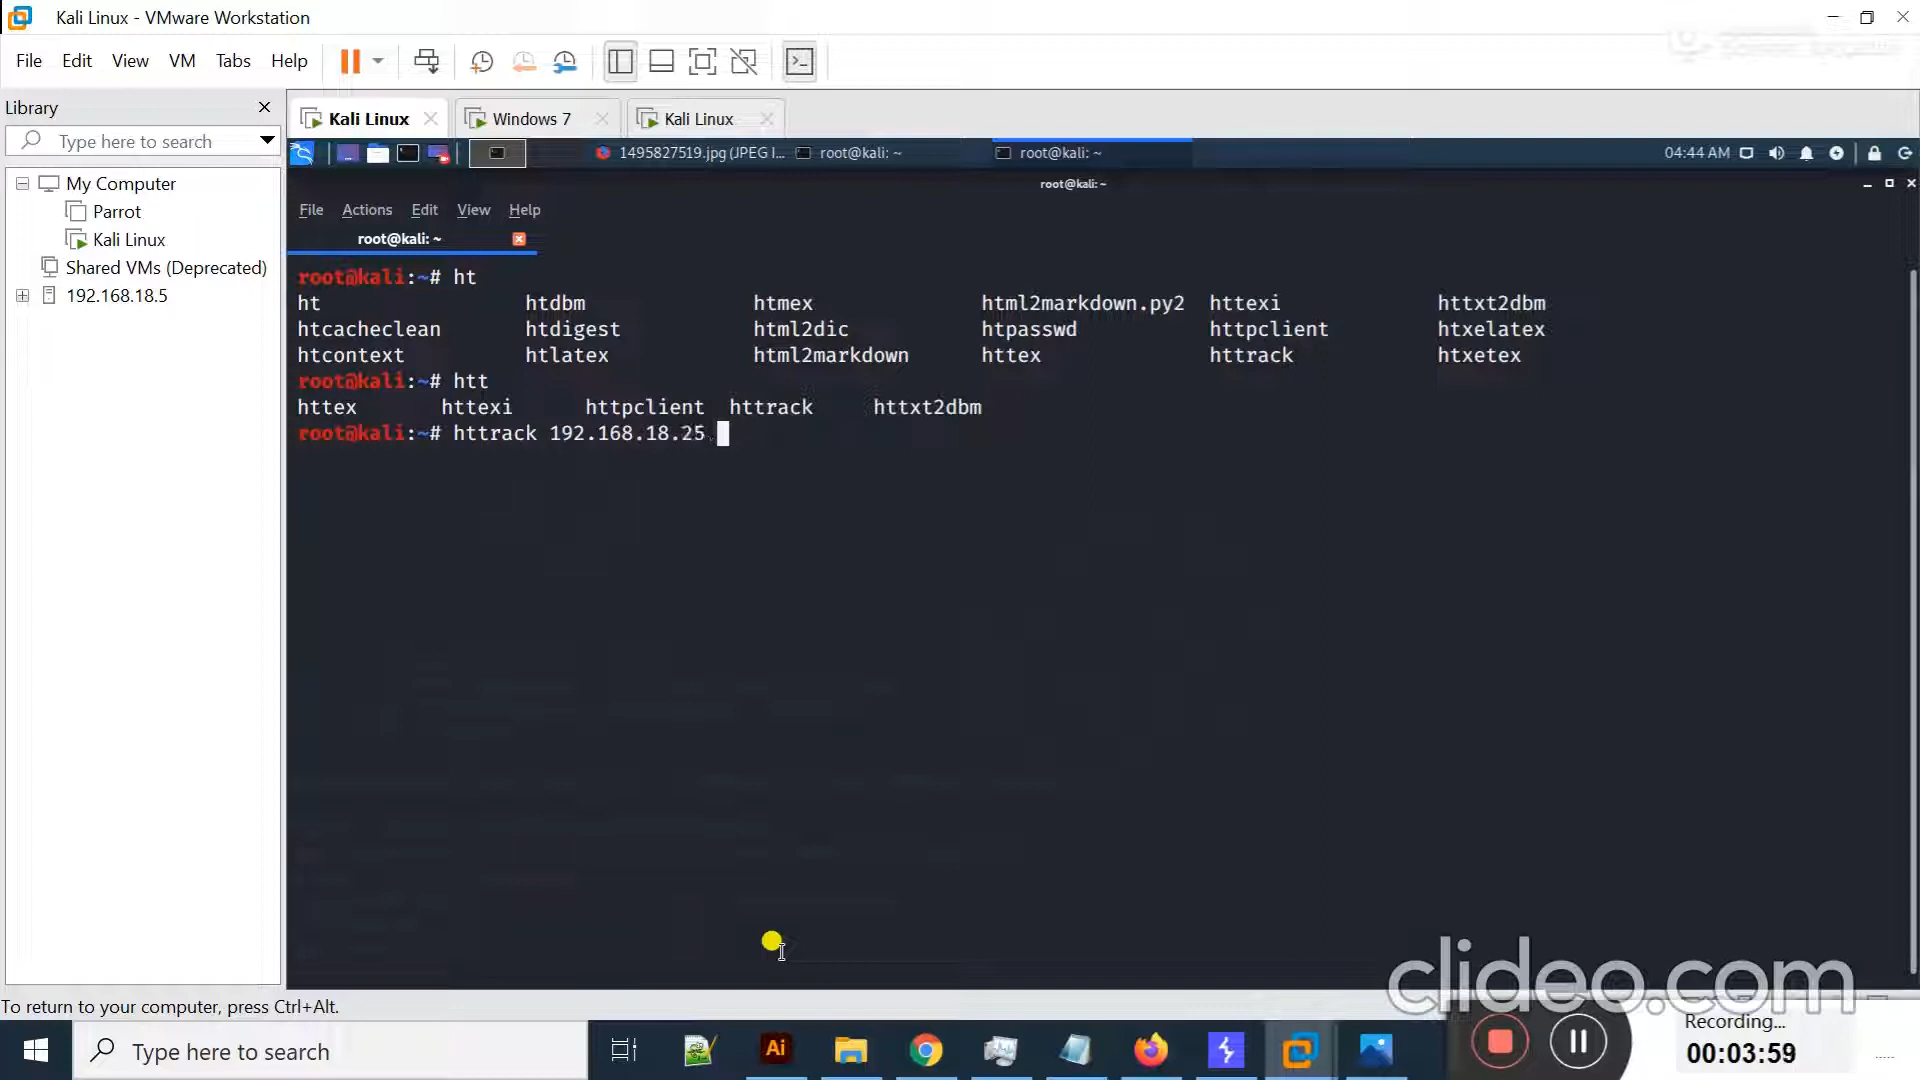 Kali Linux - VMware Workstation
File Edit View VM Tabs Help
Library
Kali Linux Windows 7 Kali Linux
Type here to search
1495827519.jpg (JPEG I... root@kali: ~ root@kali: ~ 04:44 AM
My Computer
root@kali: ~
Parrot
File Actions Edit View Help
Kali Linux
root@kali: ~
Shared VMs (Deprecated)
192.168.18.5
root@kali:~# ht
ht htdbm htmex html2markdown.py2 httexi httxt2dbm
htcacheclean htdigest html2dic htpasswd httpclient htxelatex
htcontext htlatex html2markdown httex httrack htxetex
root@kali:~# htt
httex httexi httpclient httrack httxt2dbm
root@kali:~# httrack 192.168.18.25
clideo.com
To return to your computer, press Ctrl+Alt.
Recording...
00:03:59
Type here to search
Ai